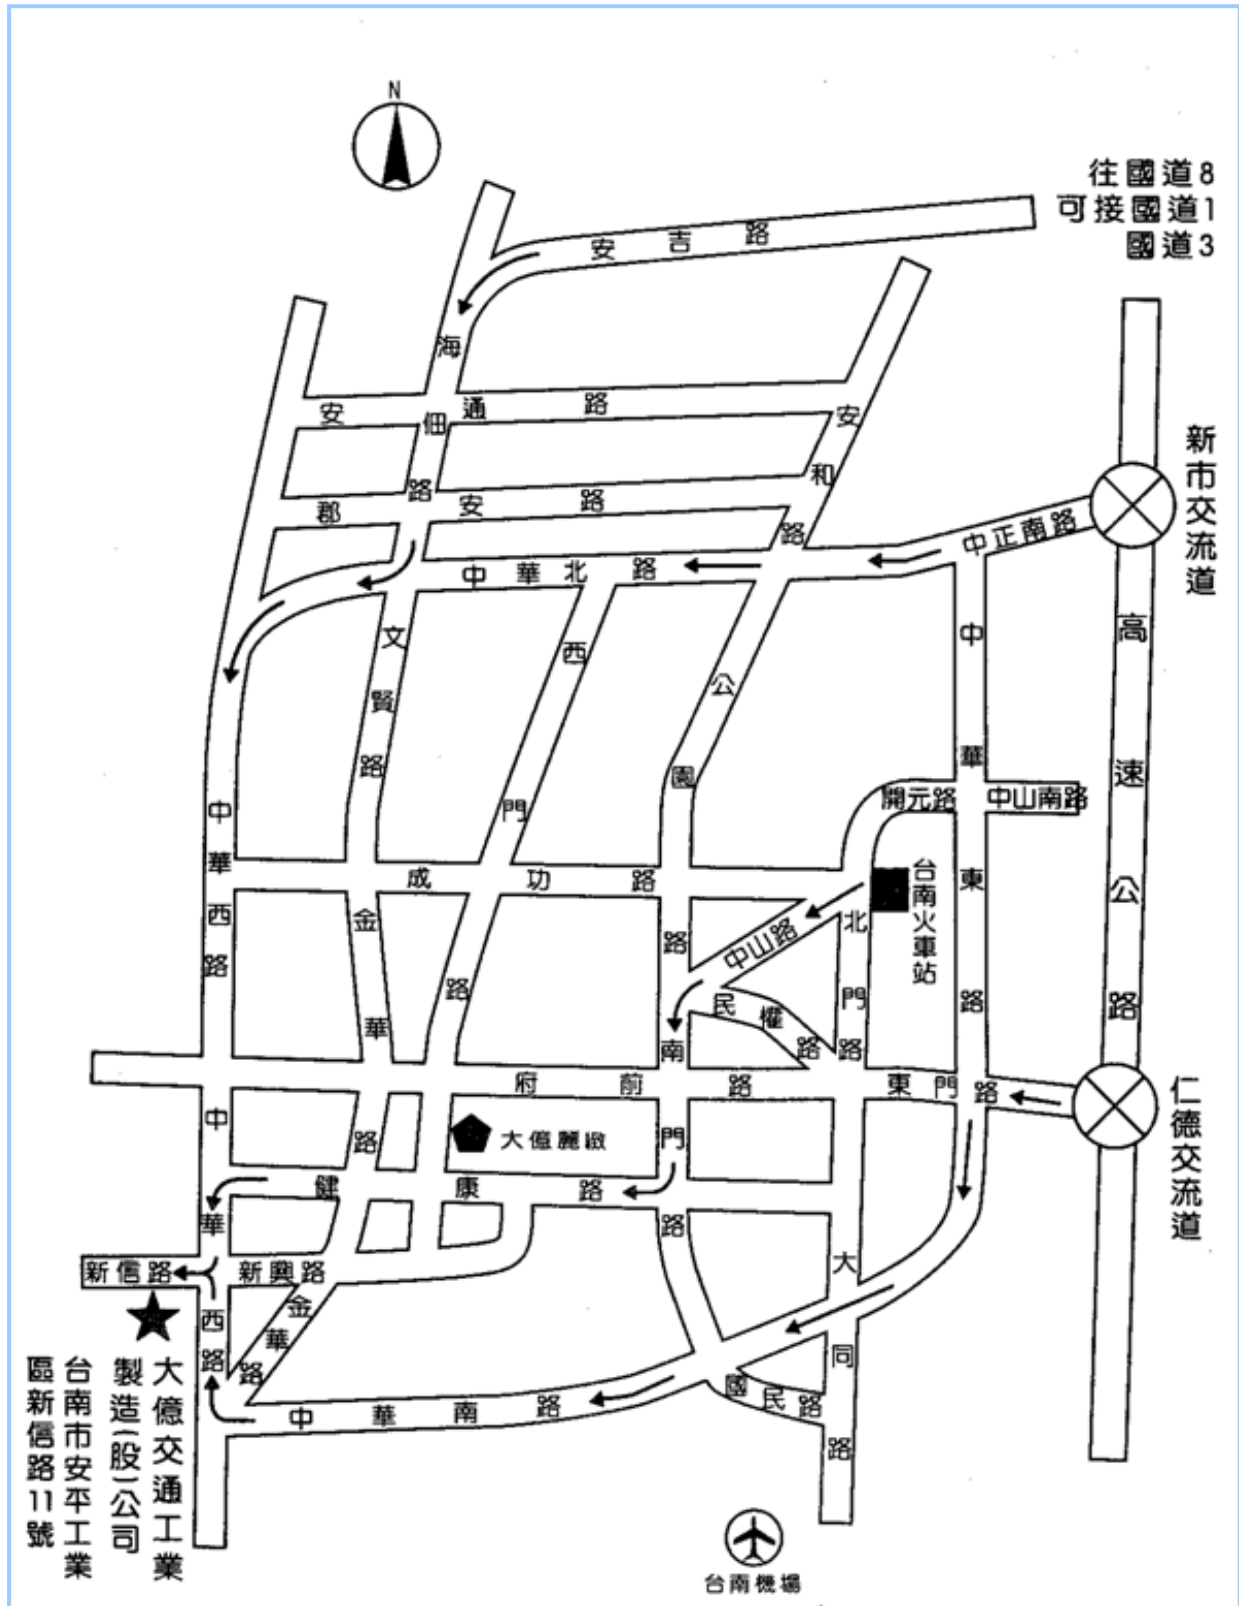 N
往國道8
可接國道1
國道3
安吉路
海佃路
安通路
安和路
郡安路
新市交流道
中正南路
中華北路
高速公路
中華東路
文賢路
西門路
公園路
開元路
中山南路
中華西路
成功路
台南火車站
金華路
中山路
北門路
民權路
南門路
府前路
東門路
仁德交流道
大億麗緻
健康路
中華西路
新信路
新興路
金華路
大同路
國民路
中華南路
大億交通工業
製造(股)公司
台南市安平工業
區新信路11號
台南機場